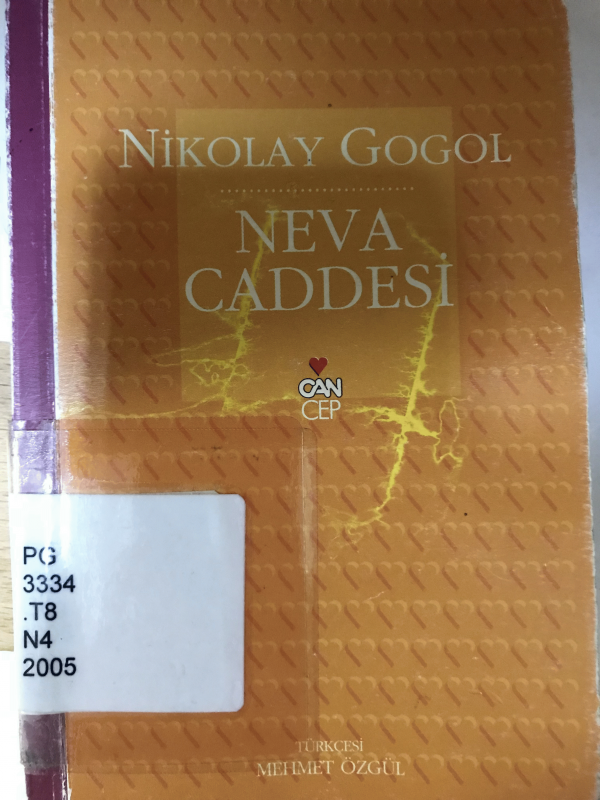 NİKOLAY GOGOL
NEVA
CADDESİ
CAN
CEP
PG
3334
.T8
N4
2005
TÜRKÇESİ
MEHMET ÖZGÜL